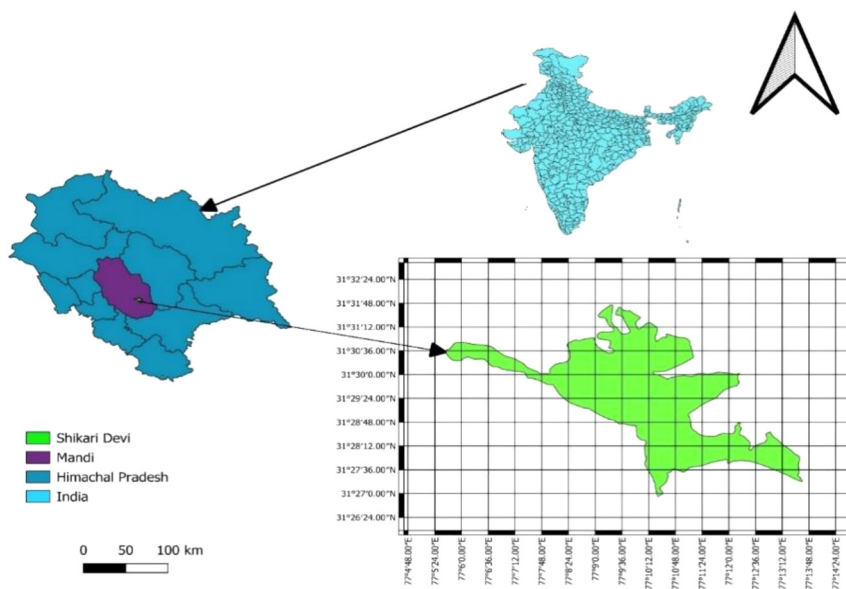 31°32'24.00"N
31°31'48.00"N
31°31'12.00"N
31°30'36.00"N
31°30'0.00"N
31°29'24.00"N
31°28'48.00"N
31°28'12.00"N
31°27'36.00"N
31°27'0.00"N
31°26'24.00"N
Shikari Devi
Mandi
Himachal Pradesh
India
0 50 100 km
77°4'48.00"E
77°5'24.00"E
77°6'0.00"E
77°6'36.00"E
77°7'12.00"E
77°7'48.00"E
77°8'24.00"E
77°9'0.00"E
77°9'36.00"E
77°10'12.00"E
77°10'48.00"E
77°11'24.00"E
77°12'0.00"E
77°12'36.00"E
77°13'12.00"E
77°13'48.00"E
77°14'24.00"E